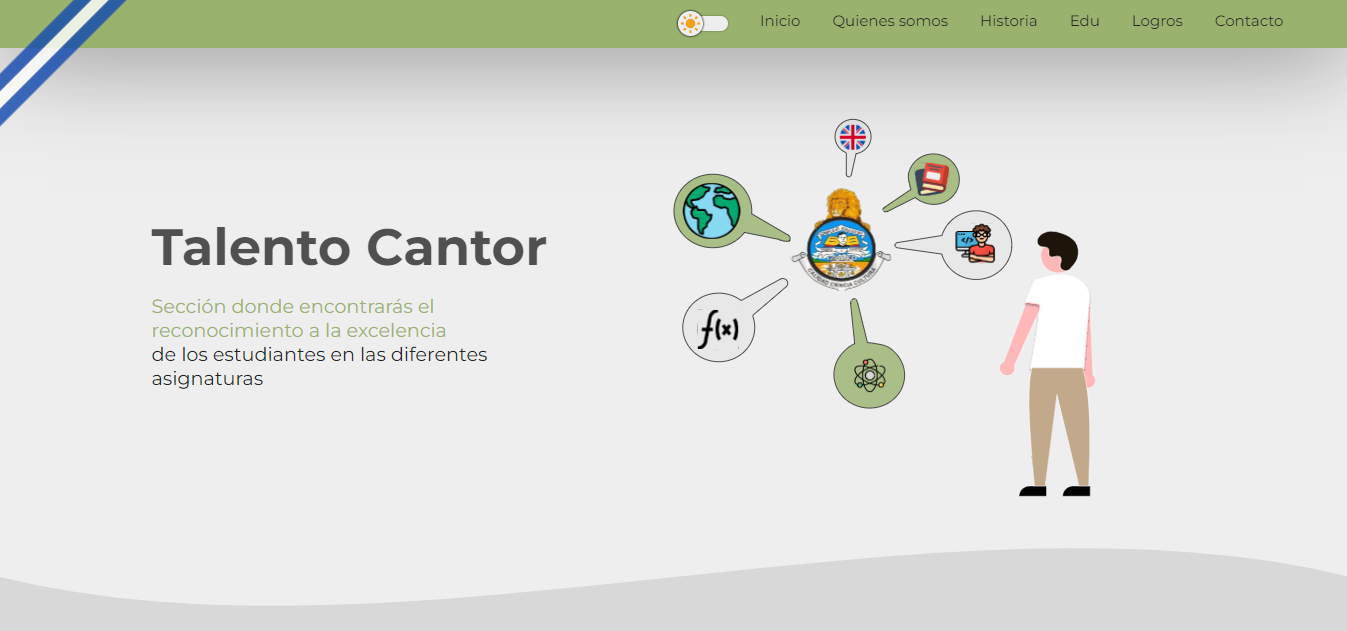 Inicio Quienes somos Historia Edu Logros Contacto
Talento Cantor
Sección donde encontrarás el
reconocimiento a la excelencia
de los estudiantes en las diferentes
asignaturas
f(x)